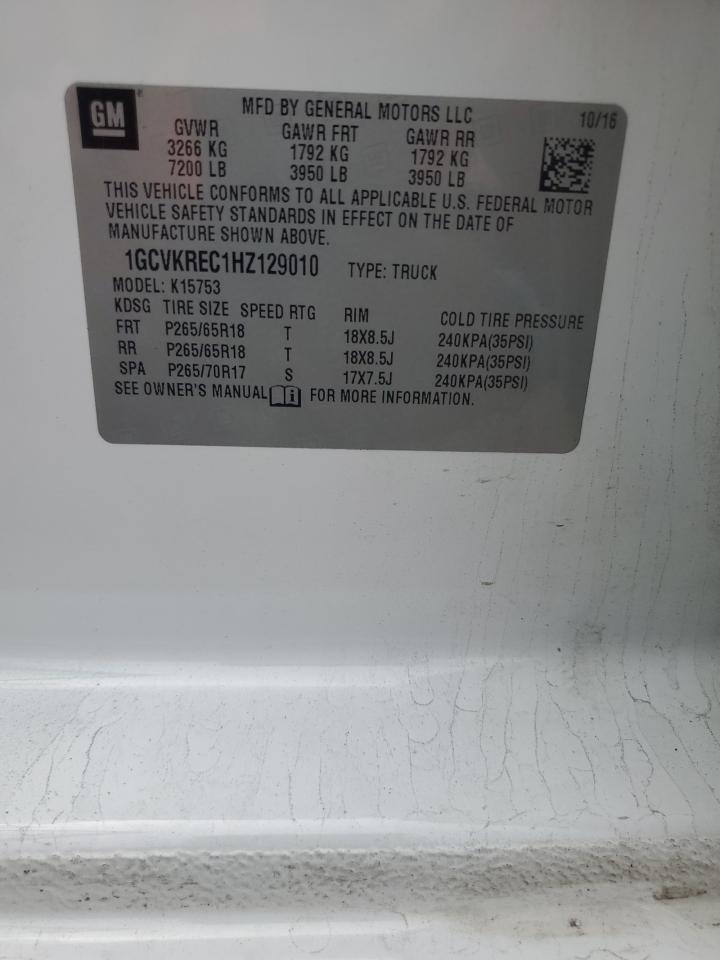 GM ® MFD BY GENERAL MOTORS LLC 10/16
GVWR GAWR FRT GAWR RR
3266 KG 1792 KG 1792 KG
7200 LB 3950 LB 3950 LB
THIS VEHICLE CONFORMS TO ALL APPLICABLE U.S. FEDERAL MOTOR
VEHICLE SAFETY STANDARDS IN EFFECT ON THE DATE OF
MANUFACTURE SHOWN ABOVE.
1GCVKREC1HZ129010 TYPE: TRUCK
MODEL: K15753
KDSG TIRE SIZE SPEED RTG RIM COLD TIRE PRESSURE
FRT P265/65R18 T 18X8.5J 240KPA(35PSI)
RR P265/65R18 T 18X8.5J 240KPA(35PSI)
SPA P265/70R17 S 17X7.5J 240KPA(35PSI)
SEE OWNER'S MANUAL i FOR MORE INFORMATION.